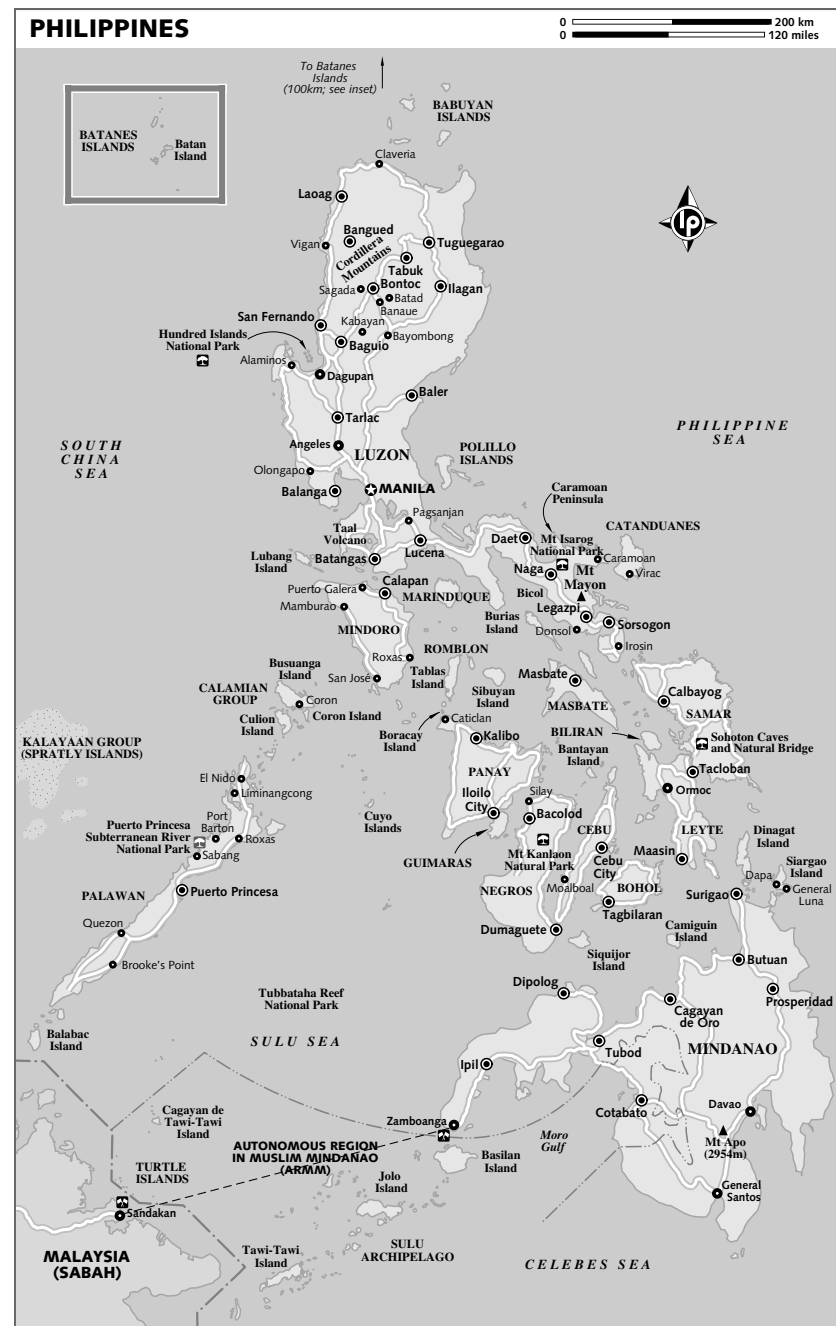 PHILIPPINES
0 200 km
0 120 miles
To Batanes
Islands
(100km; see inset)
BABUYAN
ISLANDS
BATANES
ISLANDS
Batan
Island
Claveria
Laoag
lp
Bangued
Vigan
Tuguegarao
Cordillera
Mountains
Tabuk
Sagada
Bontoc
Ilagan
Batad
Banaue
San Fernando
Kabayan
Hundred Islands
National Park
Bayombong
Baguio
Alaminos
Dagupan
Baler
Tarlac
SOUTH
CHINA
SEA
PHILIPPINE
SEA
Angeles
LUZON
POLILLO
ISLANDS
Olongapo
Balanga
MANILA
Caramoan
Peninsula
Pagsanjan
CATANDUANES
Taal
Volcano
Daet
Mt Isarog
National Park
Lucena
Lubang
Island
Batangas
Caramoan
Naga
Mt
Mayon
Virac
Puerto Galera
Calapan
Bicol
MARINDUQUE
Mamburao
Burias
Island
Legazpi
Sorsogon
MINDORO
Donsol
Irosin
ROMBLON
Roxas
Tablas
Island
Busuanga
Island
San José
Sibuyan
Island
Masbate
MASBATE
Calbayog
CALAMIAN
GROUP
Coron
Coron Island
Culion
Island
Caticlan
Boracay
Island
SAMAR
BILIRAN
Kalibo
Bantayan
Island
Sohoton Caves
and Natural Bridge
KALAYAAN GROUP
(SPRATLY ISLANDS)
PANAY
Tacloban
El Nido
Liminangcong
Ormoc
Iloilo
City
Silay
Bacolod
Cuyo
Islands
Port
Barton
Roxas
Puerto Princesa
Subterranean River
National Park
Sabang
CEBU
LEYTE
Dinagat
Island
GUIMARAS
Mt Kanlaon
Natural Park
Cebu
City
Maasin
Siargao
Island
Dapa
General
Luna
NEGROS
Moalboal
BOHOL
Surigao
PALAWAN
Puerto Princesa
Tagbilaran
Quezon
Dumaguete
Camiguin
Island
Siquijor
Island
Butuan
Brooke's Point
Dipolog
Prosperidad
Tubbataha Reef
National Park
Cagayan
de Oro
Balabac
Island
SULU SEA
Tubod
MINDANAO
Ipil
Cagayan de
Tawi-Tawi
Island
Cotabato
Davao
Zamboanga
Moro
Gulf
Mt Apo
(2954m)
AUTONOMOUS REGION
IN MUSLIM MINDANAO
(ARMM)
Basilan
Island
TURTLE
ISLANDS
Jolo
Island
General
Santos
Sandakan
MALAYSIA
(SABAH)
Tawi-Tawi
Island
SULU
ARCHIPELAGO
CELEBES SEA